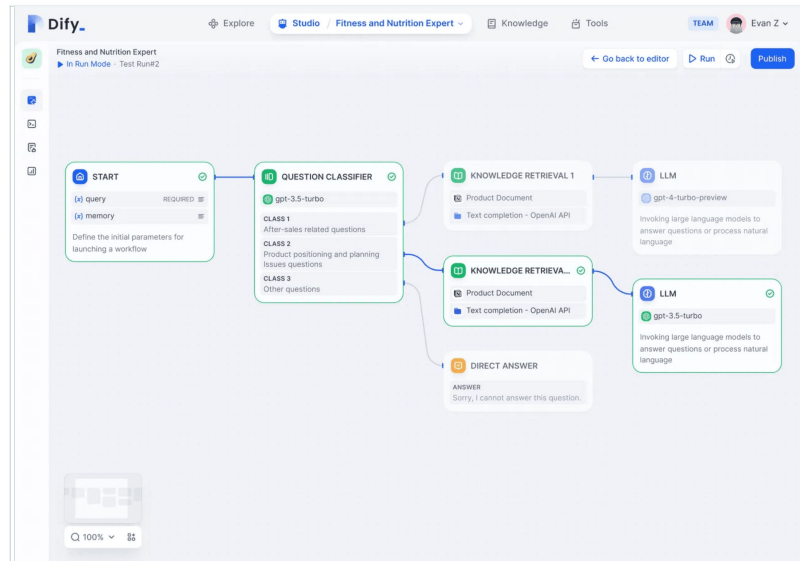 Dify_
Explore
Studio / Fitness and Nutrition Expert
Knowledge
Tools
TEAM
Evan Z
Fitness and Nutrition Expert
In Run Mode · Test Run#2
Go back to editor
Run
Publish
START
{x} query REQUIRED
{x} memory
Define the initial parameters for
launching a workflow
QUESTION CLASSIFIER
gpt-3.5-turbo
CLASS 1
After-sales related questions
CLASS 2
Product positioning and planning
Issues questions
CLASS 3
Other questions
KNOWLEDGE RETRIEVAL 1
Product Document
Text completion - OpenAI API
LLM
gpt-4-turbo-preview
Invoking large language models to
answer questions or process natural
language
KNOWLEDGE RETRIEVA...
Product Document
Text completion - OpenAI API
LLM
gpt-3.5-turbo
Invoking large language models to
answer questions or process natural
language
DIRECT ANSWER
ANSWER
Sorry, I cannot answer this question.
100%